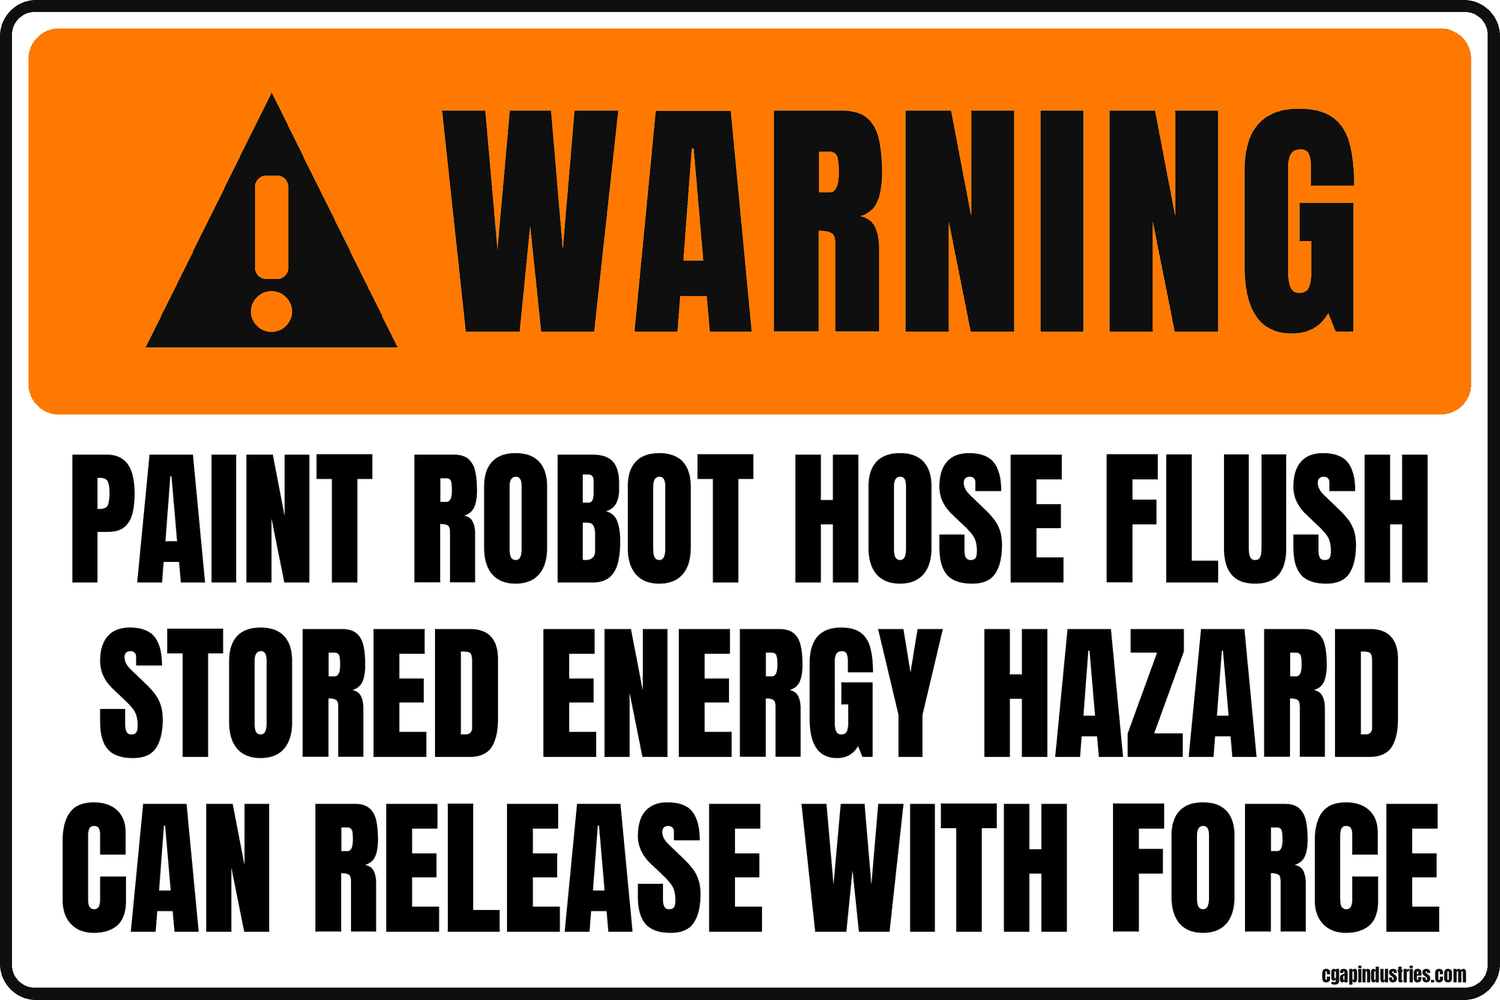 WARNING
PAINT ROBOT HOSE FLUSH
STORED ENERGY HAZARD
CAN RELEASE WITH FORCE
cgapindustries.com